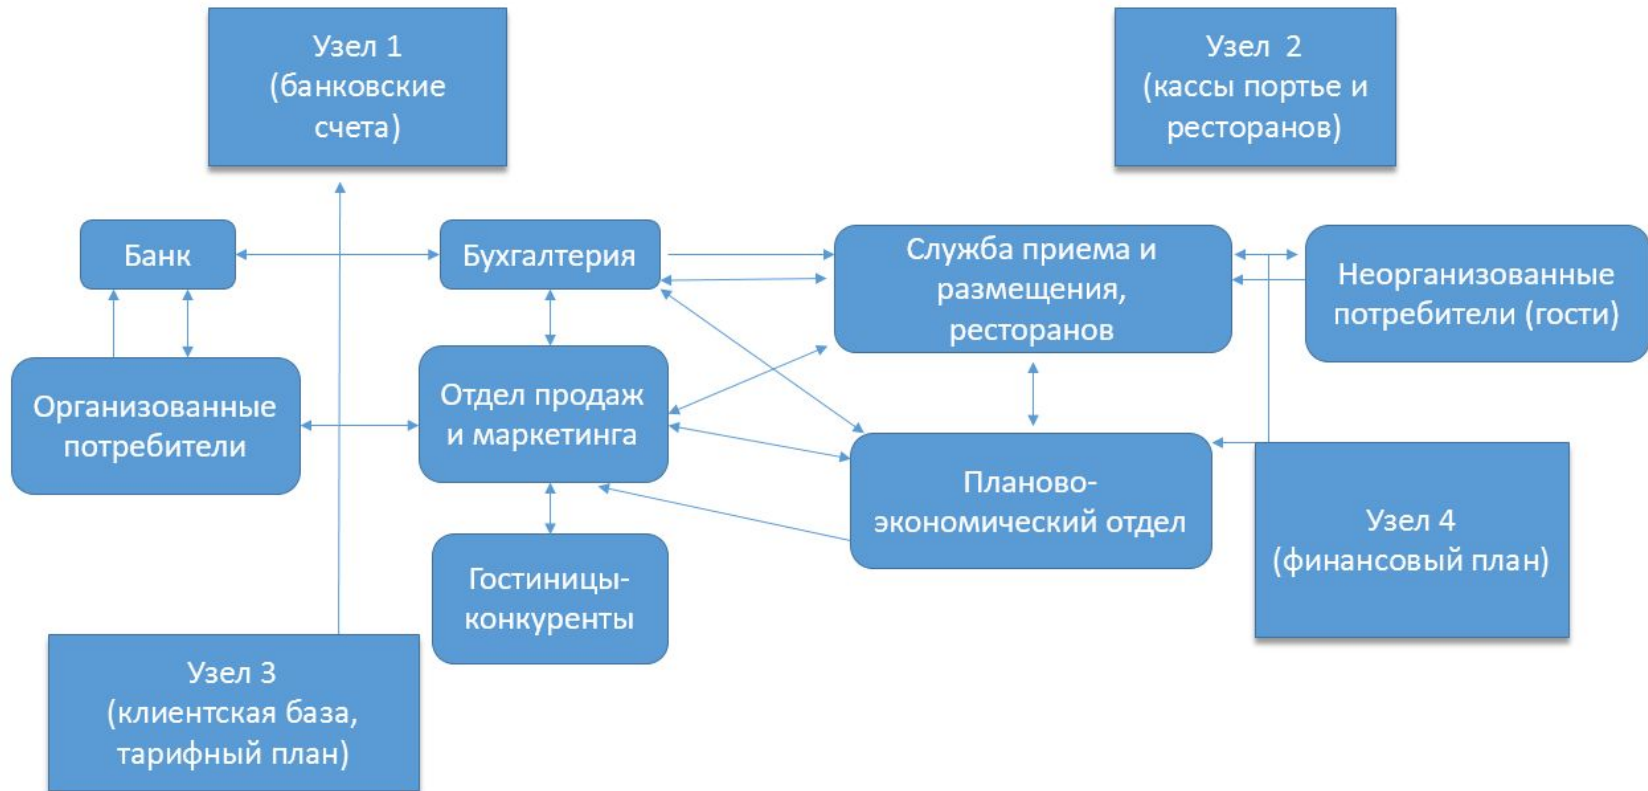 Узел 1
(банковские
счета)
Узел  2
(кассы портье и
ресторанов)
Банк
Бухгалтерия
Служба приема и
размещения,
ресторанов
Неорганизованные
потребители (гости)
Организованные
потребители
Отдел продаж
и маркетинга
Планово-
экономический отдел
Узел 4
(финансовый план)
Гостиницы-
конкуренты
Узел 3
(клиентская база,
тарифный план)